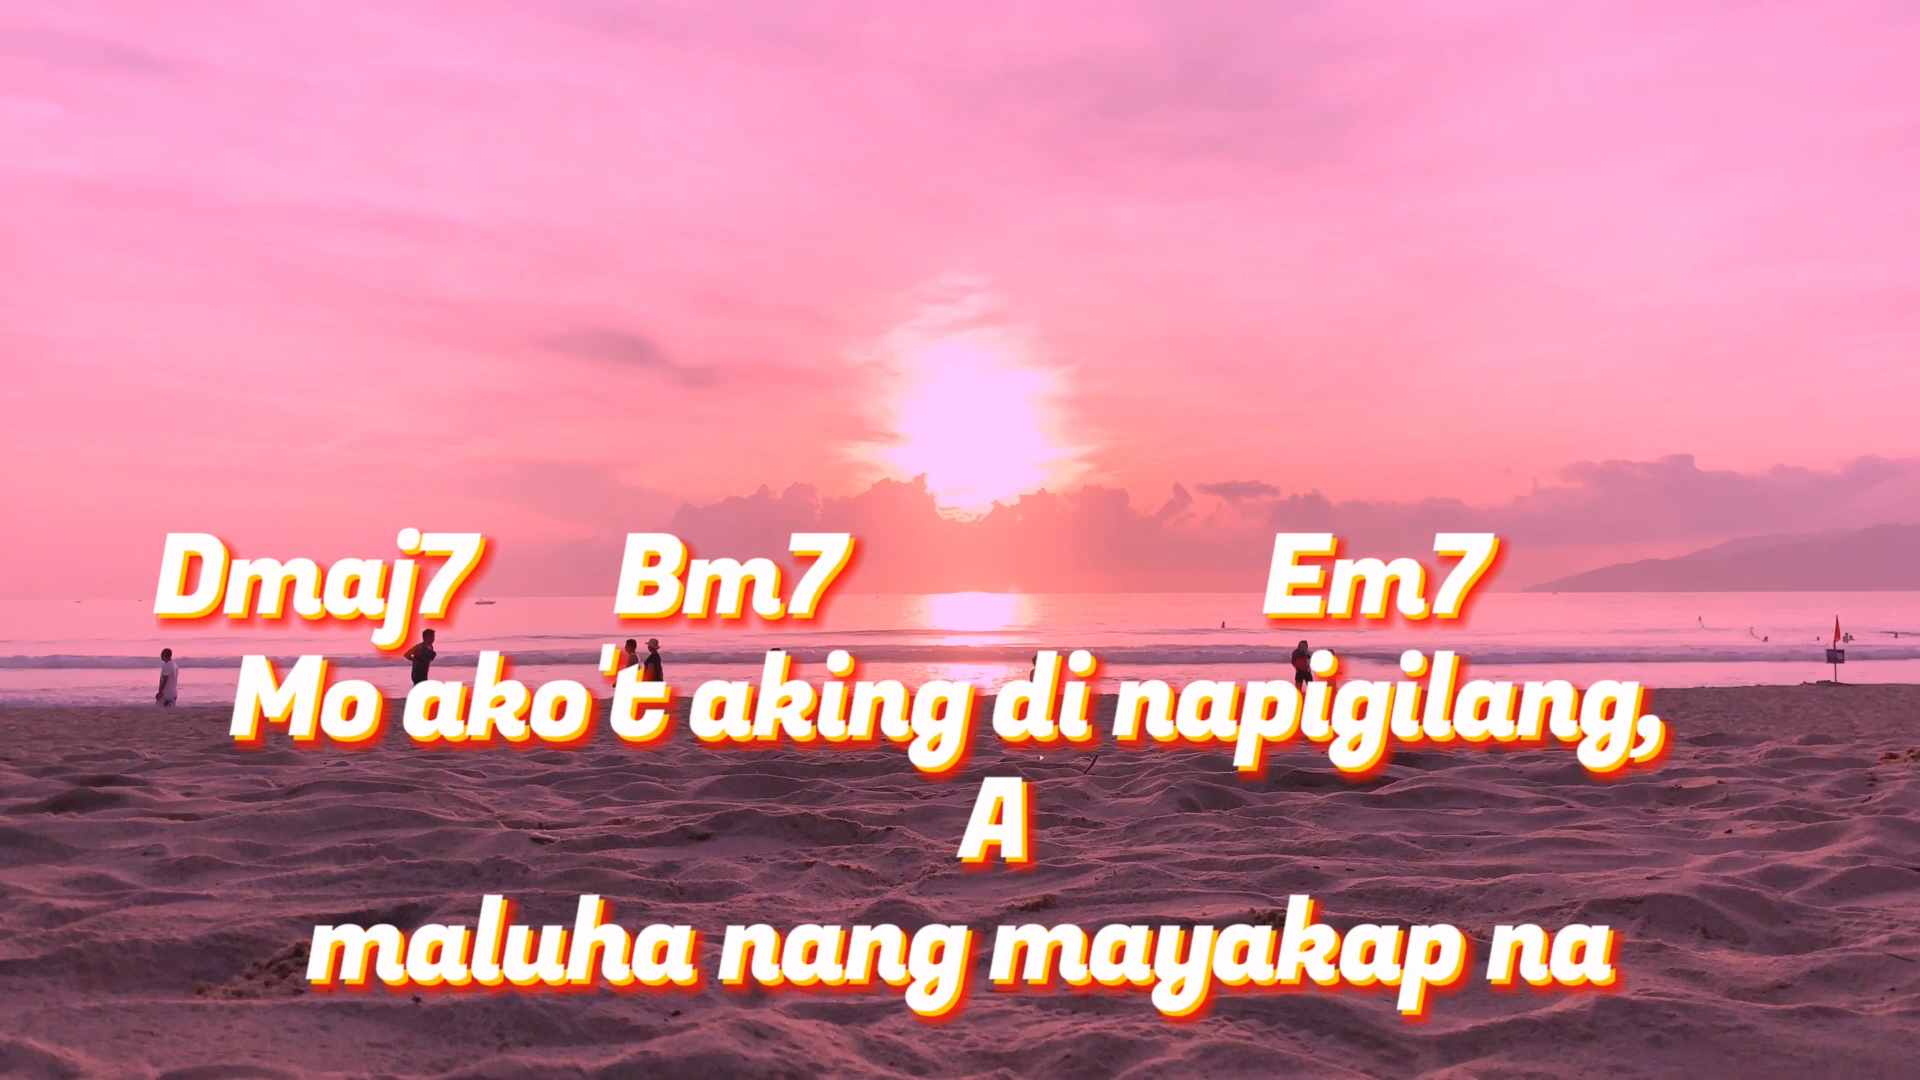 Dmaj7 Bm7 Em7
Mo ako't aking di napigilang,
A
maluha nang mayakap na